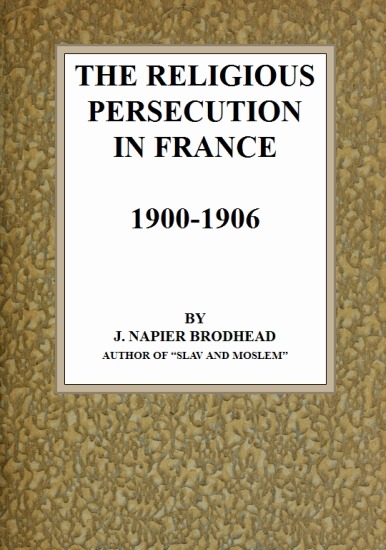 THE RELIGIOUS
PERSECUTION
IN FRANCE
1900-1906
BY
J. NAPIER BRODHEAD
AUTHOR OF “SLAV AND MOSLEM”